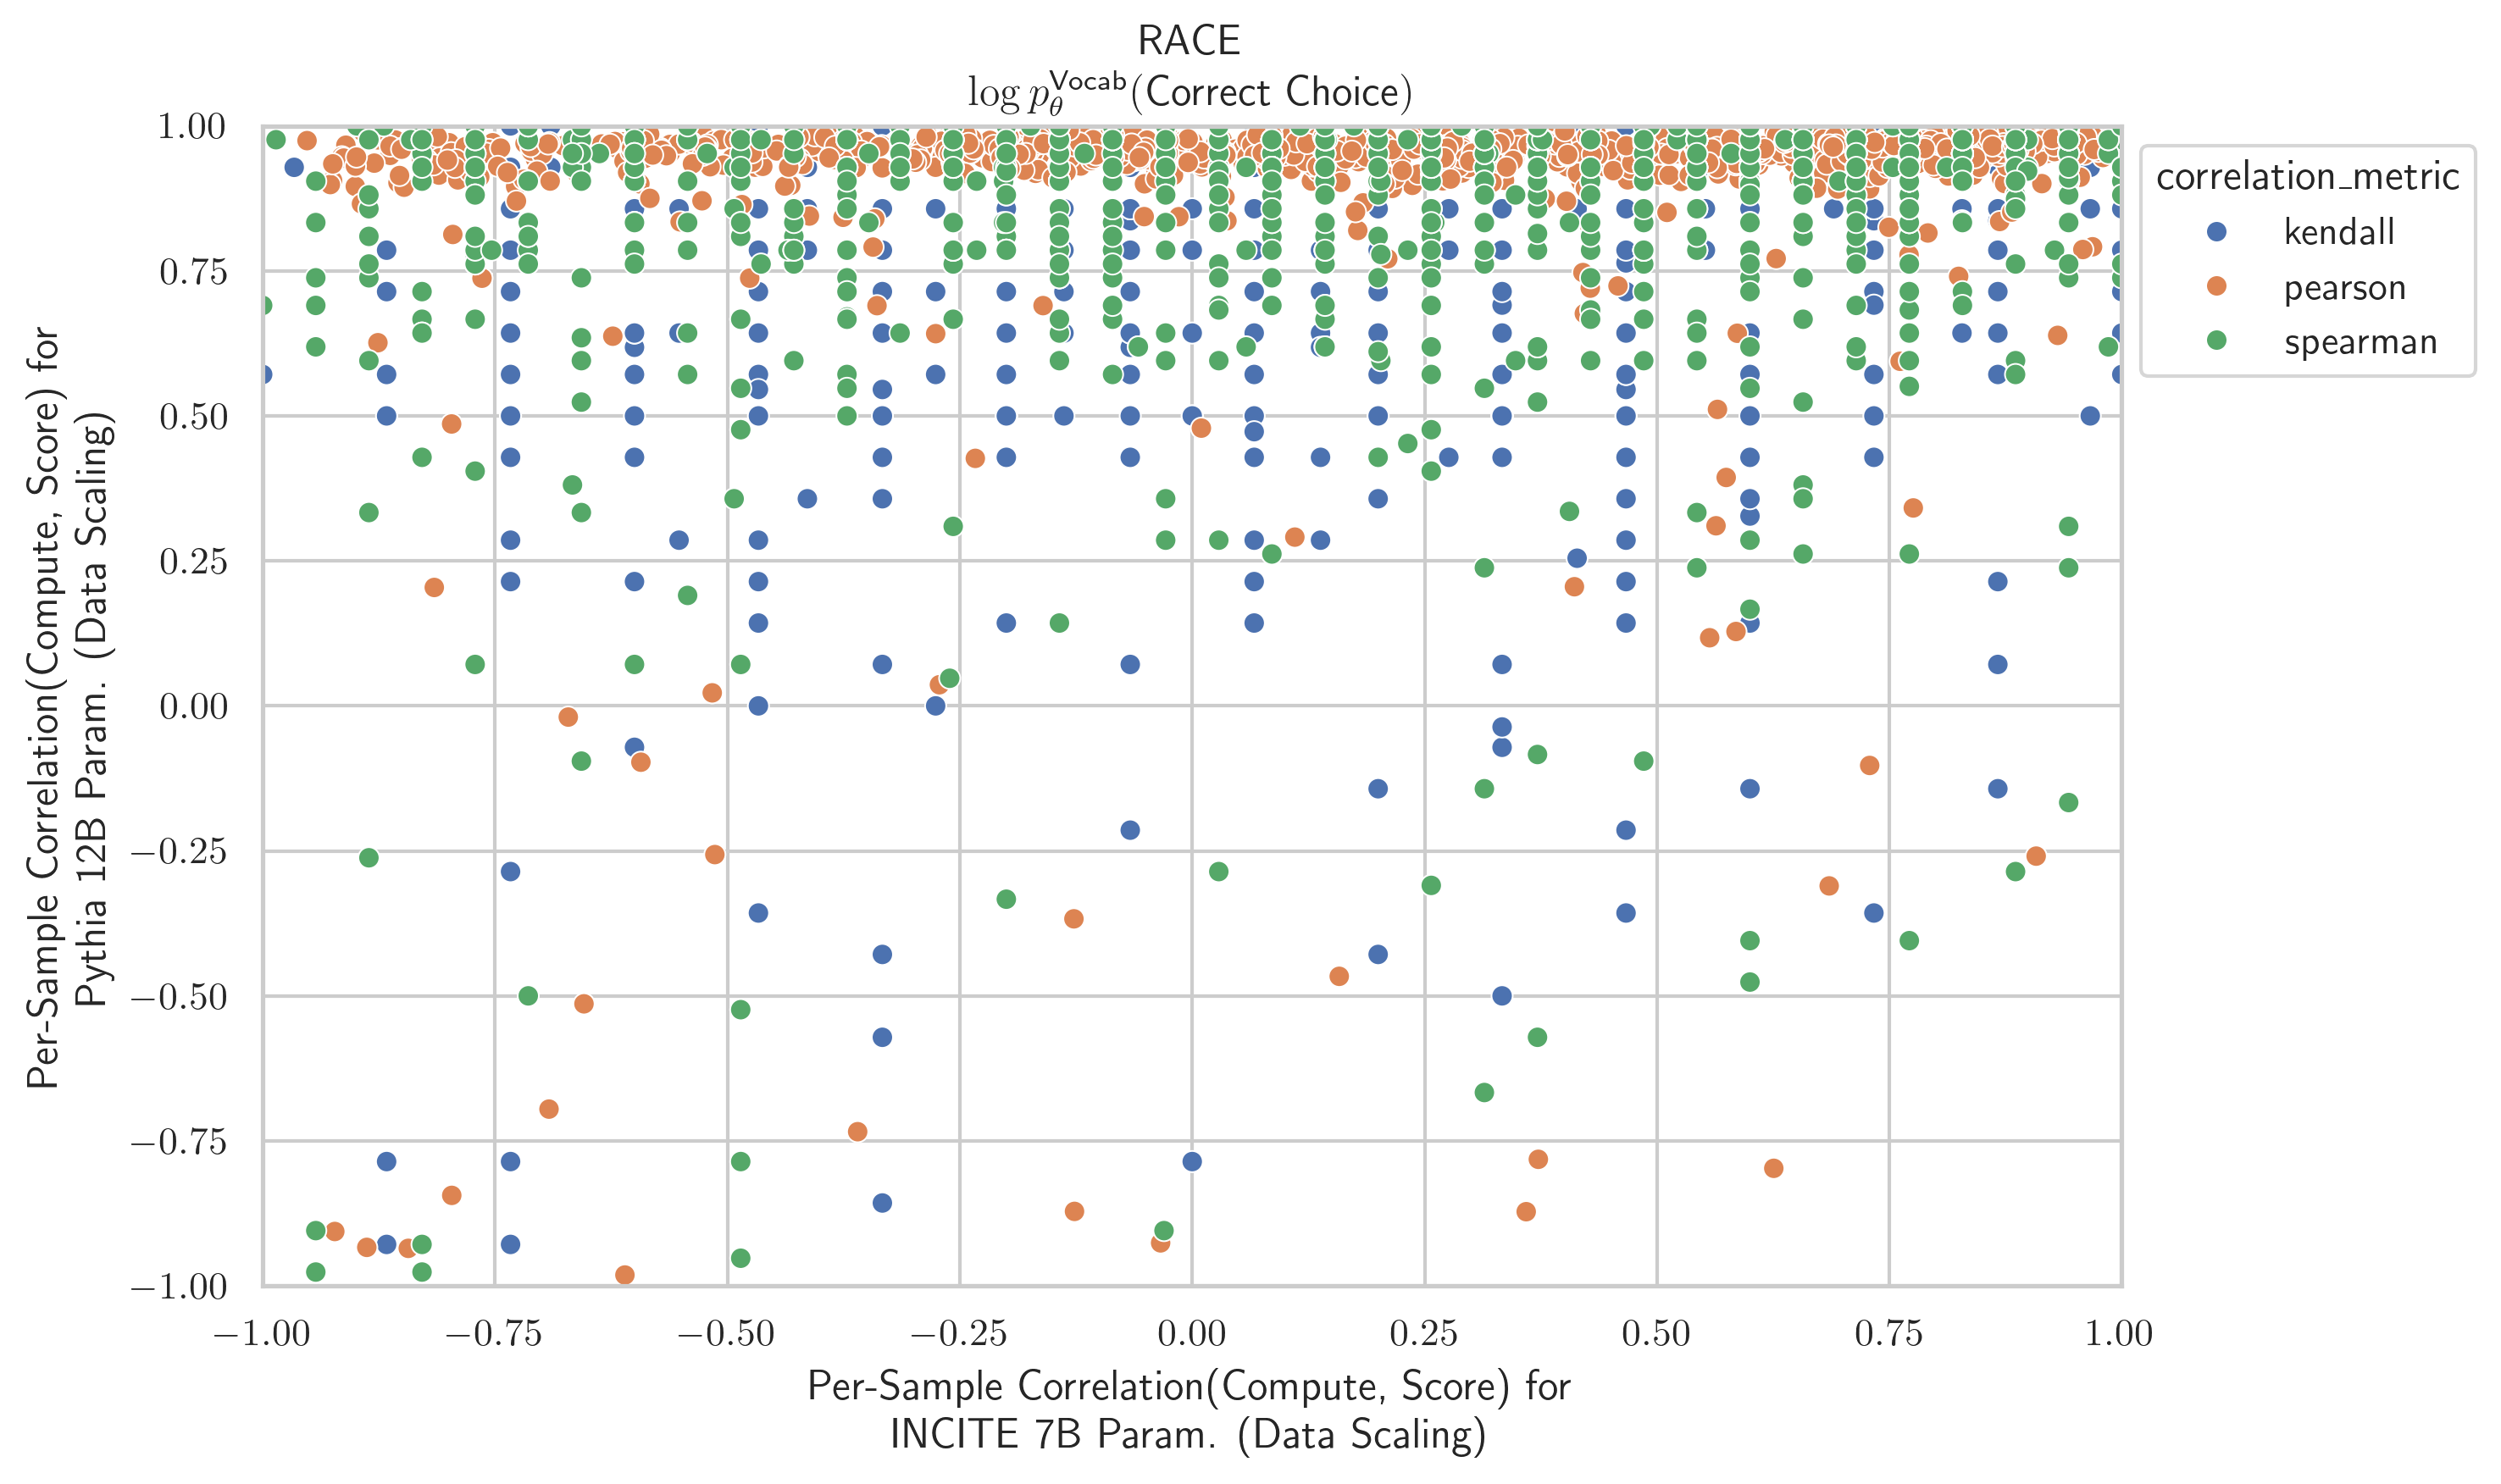 RACE
log p_θ^Vocab(Correct Choice)
1.00
0.75
0.50
0.25
0.00
−0.25
−0.50
−0.75
−1.00
Per-Sample Correlation(Compute, Score) for
Pythia 12B Param. (Data Scaling)
−1.00 −0.75 −0.50 −0.25 0.00 0.25 0.50 0.75 1.00
Per-Sample Correlation(Compute, Score) for
INCITE 7B Param. (Data Scaling)
correlation_metric
kendall
pearson
spearman